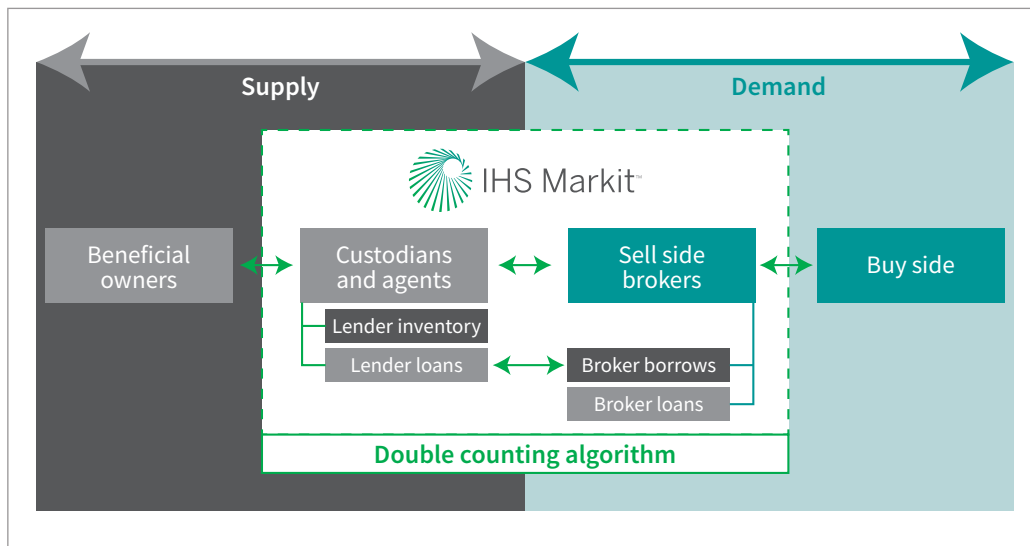 Supply
Demand
IHS Markit™
Beneficial
owners
Custodians
and agents
Sell side
brokers
Buy side
Lender inventory
Lender loans
Broker borrows
Broker loans
Double counting algorithm